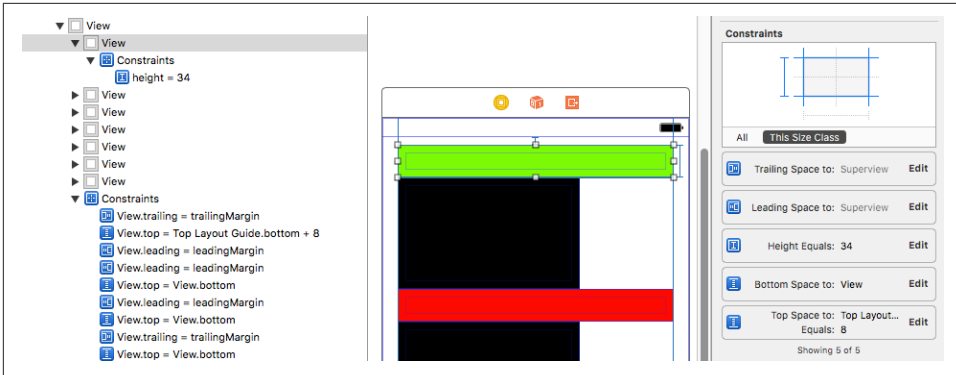 View
View
Constraints
height = 34
View
View
View
View
View
View
Constraints
View.trailing = trailingMargin
View.top = Top Layout Guide.bottom + 8
View.leading = leadingMargin
View.leading = leadingMargin
View.top = View.bottom
View.leading = leadingMargin
View.top = View.bottom
View.trailing = trailingMargin
View.top = View.bottom
Constraints
All This Size Class
Trailing Space to: Superview Edit
Leading Space to: Superview Edit
Height Equals: 34 Edit
Bottom Space to: View Edit
Top Space to: Top Layout... Edit
Equals: 8
Showing 5 of 5